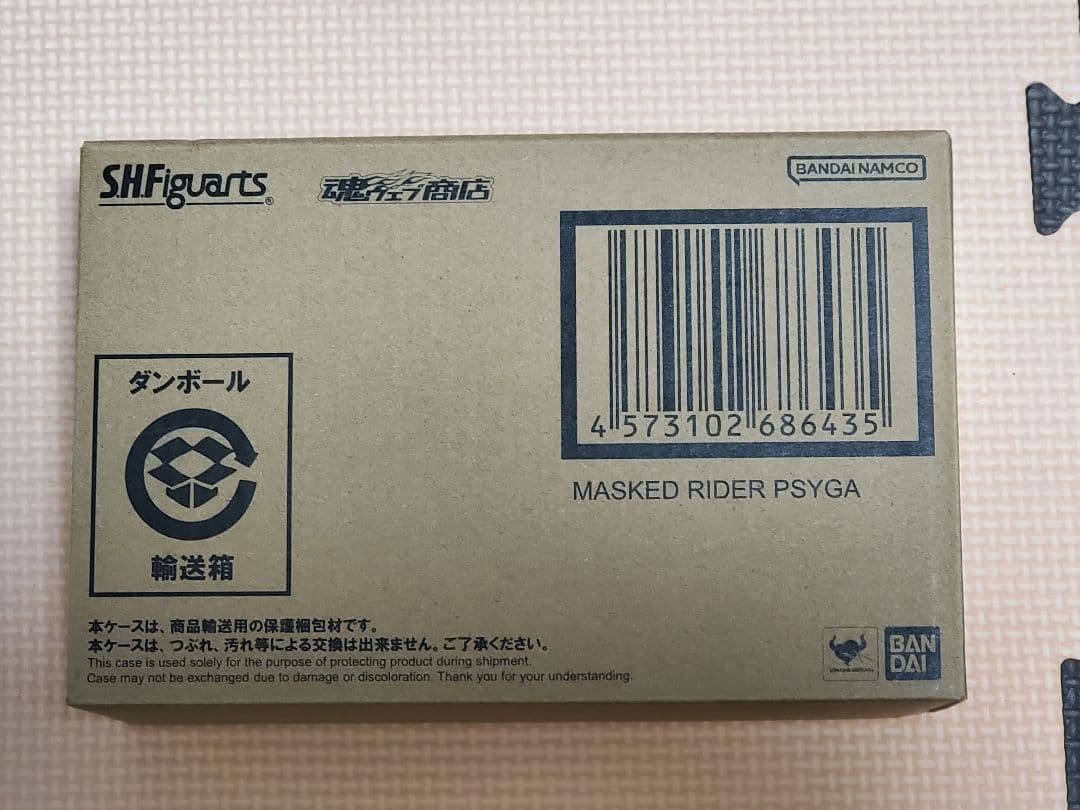 S.H.Figuarts®
魂ウェブ商店
BANDAI NAMCO
4 573102 686435
MASKED RIDER PSYGA
ダンボール
輸送箱
本ケースは、商品輸送用の保護梱包材です。
本ケースは、つぶれ、汚れ等による交換は出来ません。ご了承ください。
This case is used solely for the purpose of protecting product during shipment.
Case may not be exchanged due to damage or discoloration. Thank you for your understanding.
BAN
DAI